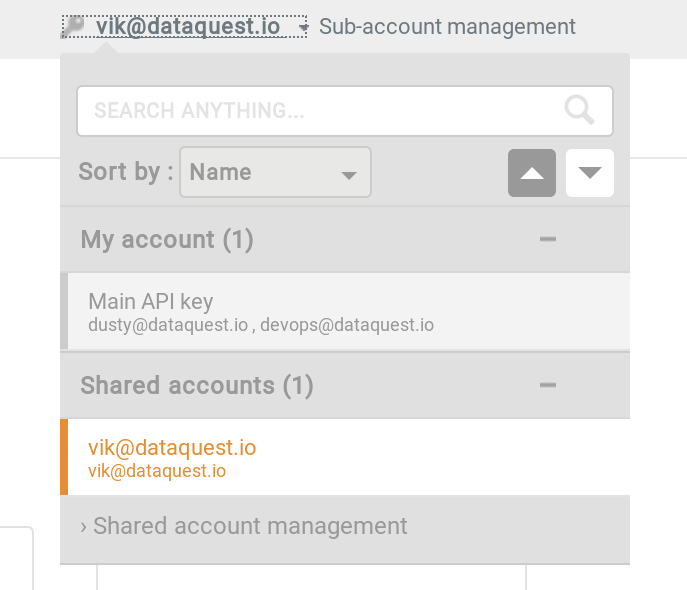 vik@dataquest.io Sub-account management
SEARCH ANYTHING...
Sort by : Name
My account (1)
Main API key
dusty@dataquest.io , devops@dataquest.io
Shared accounts (1)
vik@dataquest.io
vik@dataquest.io
› Shared account management